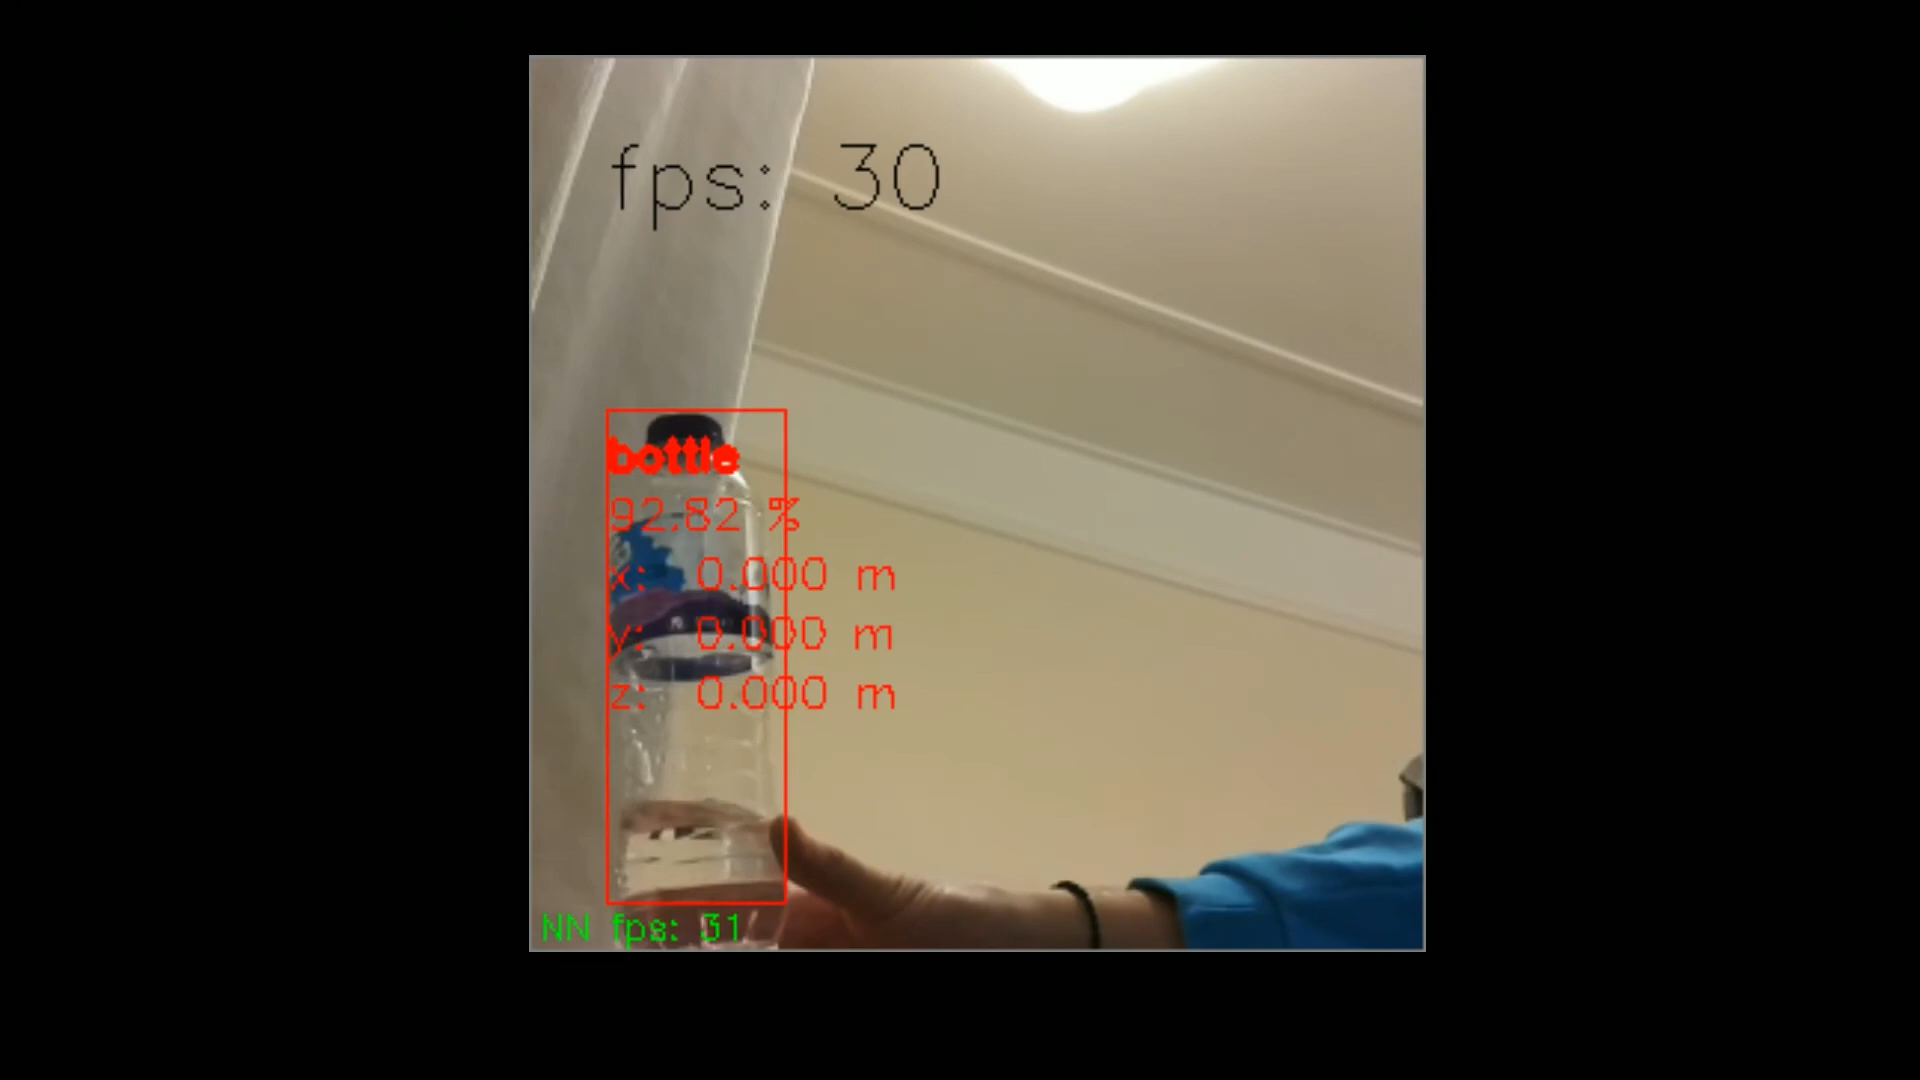 fps: 30
bottle
92.82 %
x: 0.000 m
y: 0.000 m
z: 0.000 m
NN fps: 31